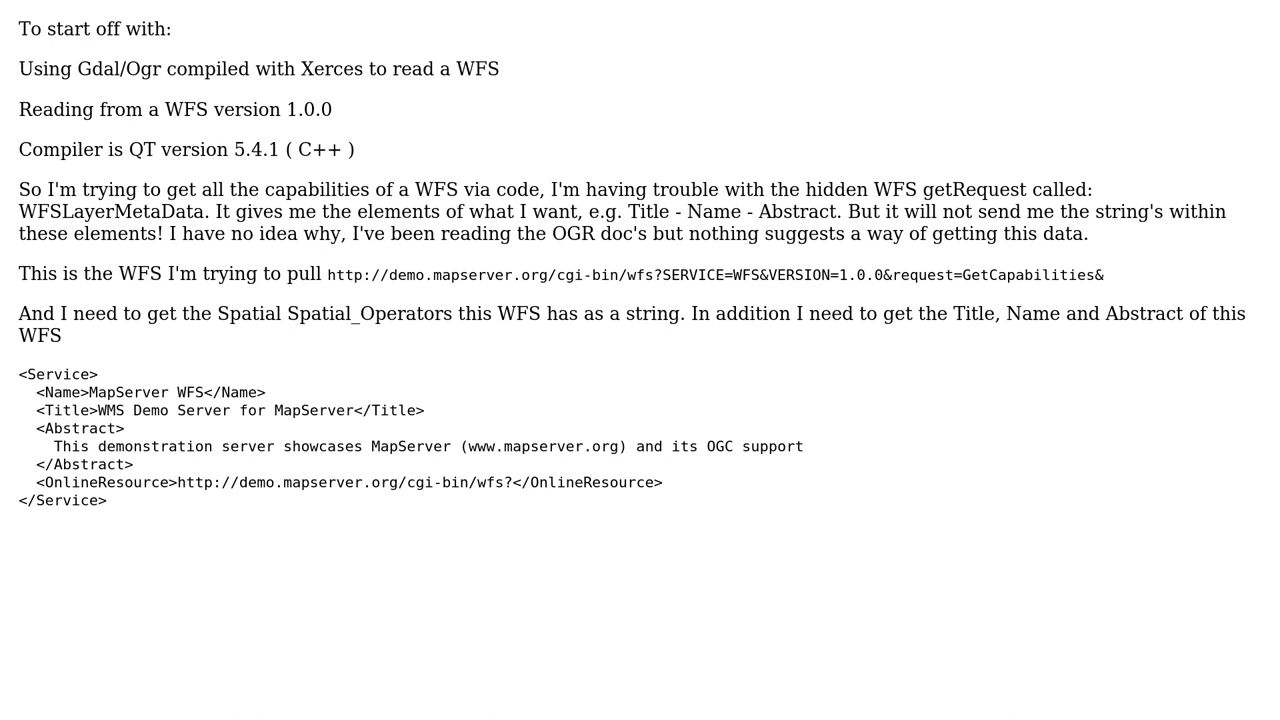 To start off with:
Using Gdal/Ogr compiled with Xerces to read a WFS
Reading from a WFS version 1.0.0
Compiler is QT version 5.4.1 ( C++ )
So I'm trying to get all the capabilities of a WFS via code, I'm having trouble with the hidden WFS getRequest called:
WFSLayerMetaData. It gives me the elements of what I want, e.g. Title - Name - Abstract. But it will not send me the string's within
these elements! I have no idea why, I've been reading the OGR doc's but nothing suggests a way of getting this data.
This is the WFS I'm trying to pull http://demo.mapserver.org/cgi-bin/wfs?SERVICE=WFS&VERSION=1.0.0&request=GetCapabilities&
And I need to get the Spatial Spatial_Operators this WFS has as a string. In addition I need to get the Title, Name and Abstract of this
WFS
<Service>
  <Name>MapServer WFS</Name>
  <Title>WMS Demo Server for MapServer</Title>
  <Abstract>
    This demonstration server showcases MapServer (www.mapserver.org) and its OGC support
  </Abstract>
  <OnlineResource>http://demo.mapserver.org/cgi-bin/wfs?</OnlineResource>
</Service>